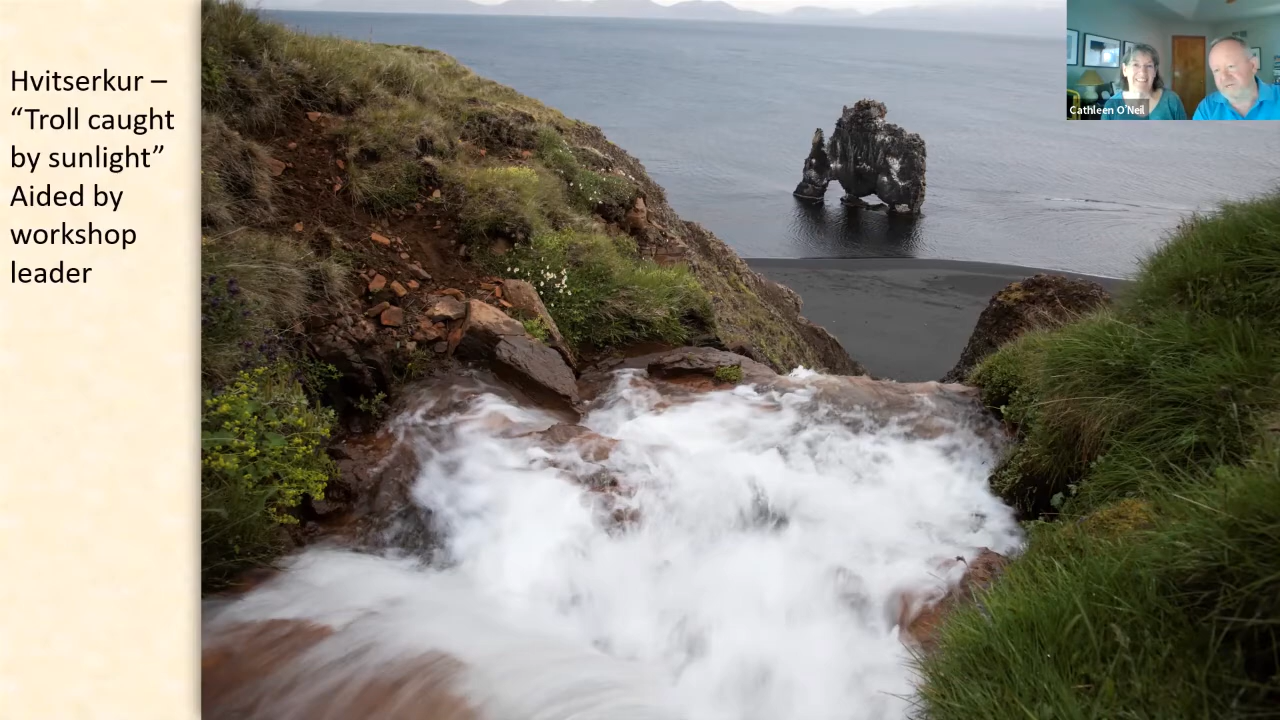 Hvitserkur –
“Troll caught
by sunlight”
Aided by
workshop
leader
Cathleen O'Neil